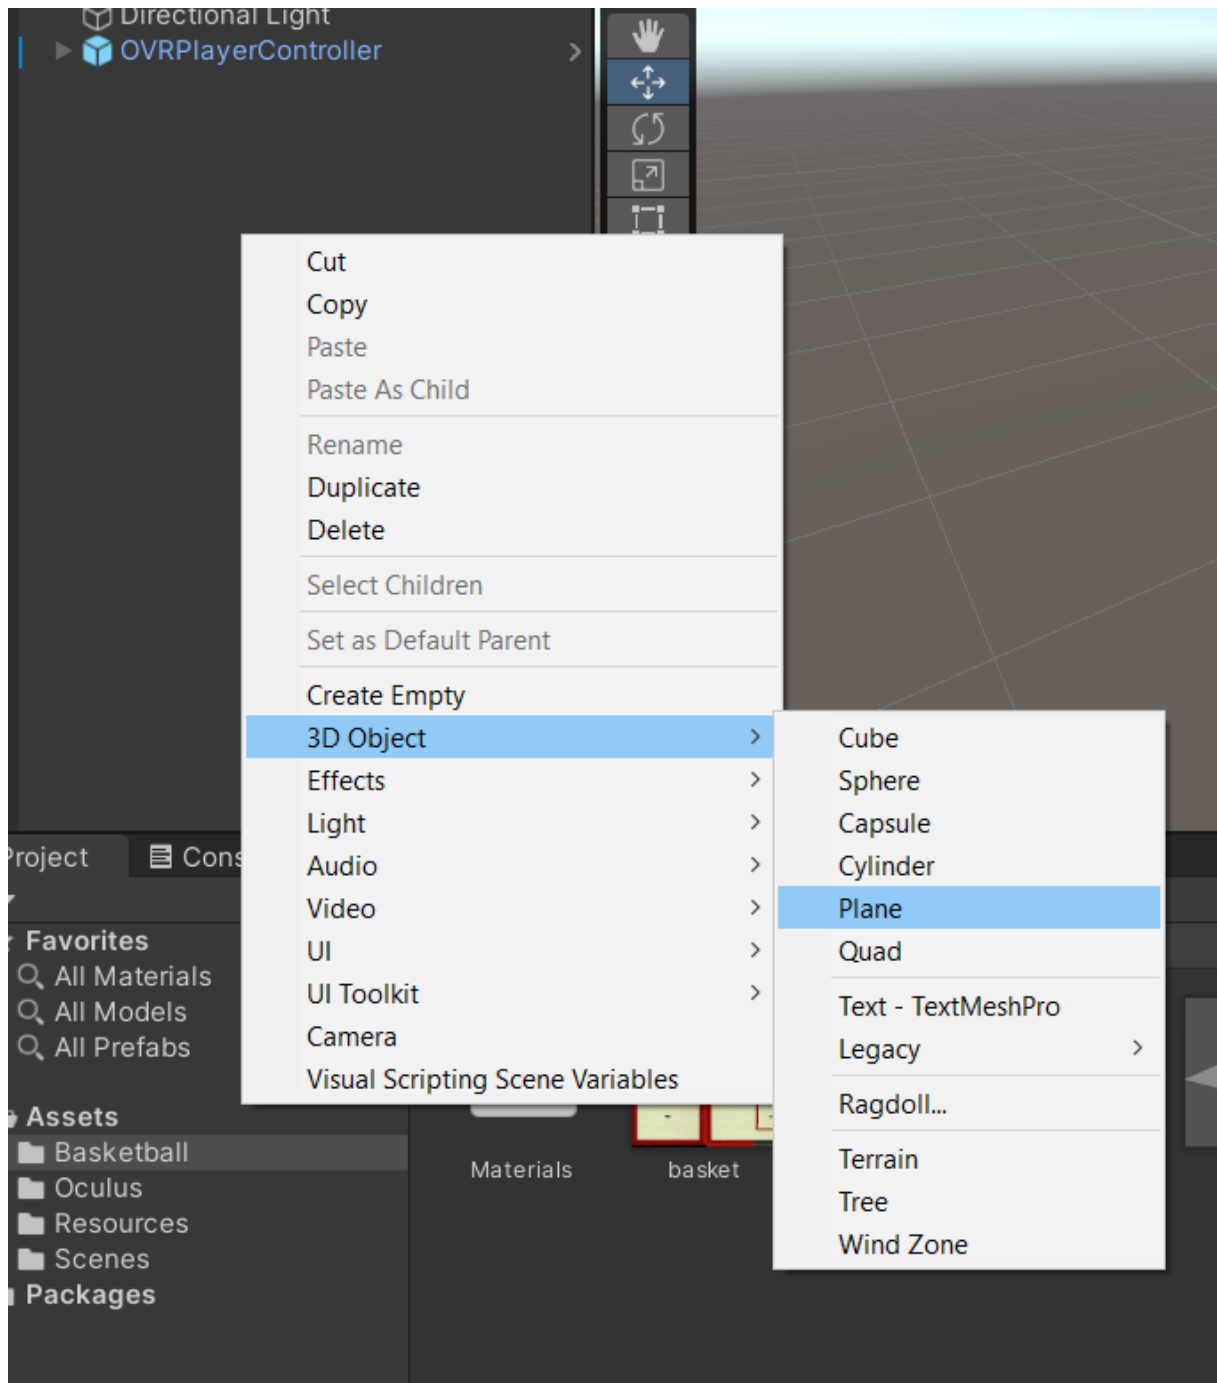 Directional Light
OVRPlayerController
Cut
Copy
Paste
Paste As Child
Rename
Duplicate
Delete
Select Children
Set as Default Parent
Create Empty
3D Object
Effects
Light
Audio
Video
UI
UI Toolkit
Camera
Visual Scripting Scene Variables
Cube
Sphere
Capsule
Cylinder
Plane
Quad
Text - TextMeshPro
Legacy
Ragdoll...
Terrain
Tree
Wind Zone
Project
Cons
Favorites
All Materials
All Models
All Prefabs
Assets
Basketball
Oculus
Resources
Scenes
Packages
Materials
basket